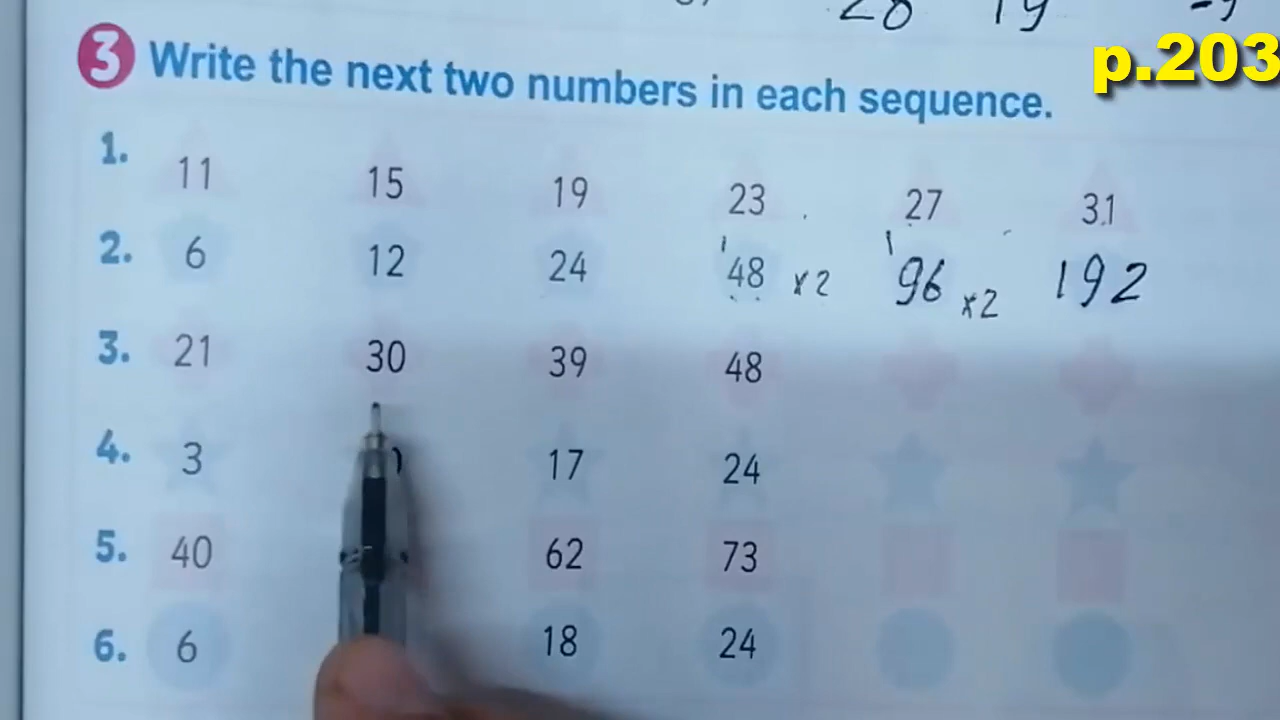 28 19
p.203
3 Write the next two numbers in each sequence.
1. 11 15 19 23 27 31
2. 6 12 24 48 x2 96 x2 192
3. 21 30 39 48
4. 3 17 24
5. 40 62 73
6. 6 18 24